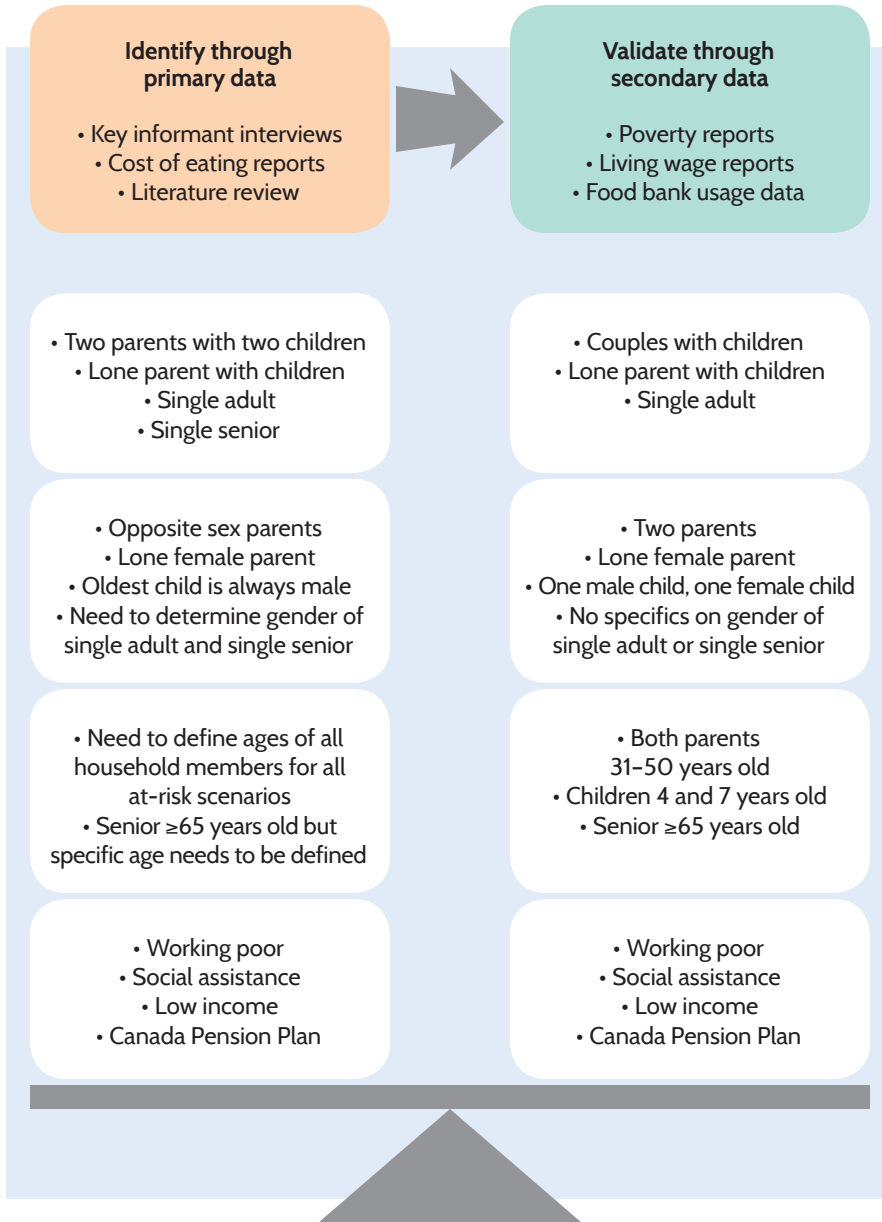 Identify through
primary data
• Key informant interviews
• Cost of eating reports
• Literature review
Validate through
secondary data
• Poverty reports
• Living wage reports
• Food bank usage data
• Two parents with two children
• Lone parent with children
• Single adult
• Single senior
• Couples with children
• Lone parent with children
• Single adult
• Opposite sex parents
• Lone female parent
• Oldest child is always male
• Need to determine gender of
single adult and single senior
• Two parents
• Lone female parent
• One male child, one female child
• No specifics on gender of
single adult or single senior
• Need to define ages of all
household members for all
at-risk scenarios
• Senior ≥65 years old but
specific age needs to be defined
• Both parents
31–50 years old
• Children 4 and 7 years old
• Senior ≥65 years old
• Working poor
• Social assistance
• Low income
• Canada Pension Plan
• Working poor
• Social assistance
• Low income
• Canada Pension Plan